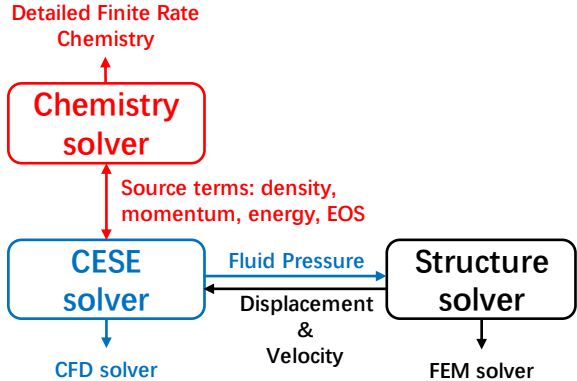 Detailed Finite Rate
Chemistry
Chemistry
solver
Source terms: density,
momentum, energy, EOS
CESE
solver
Fluid Pressure
Displacement
&
Velocity
Structure
solver
CFD solver
FEM solver